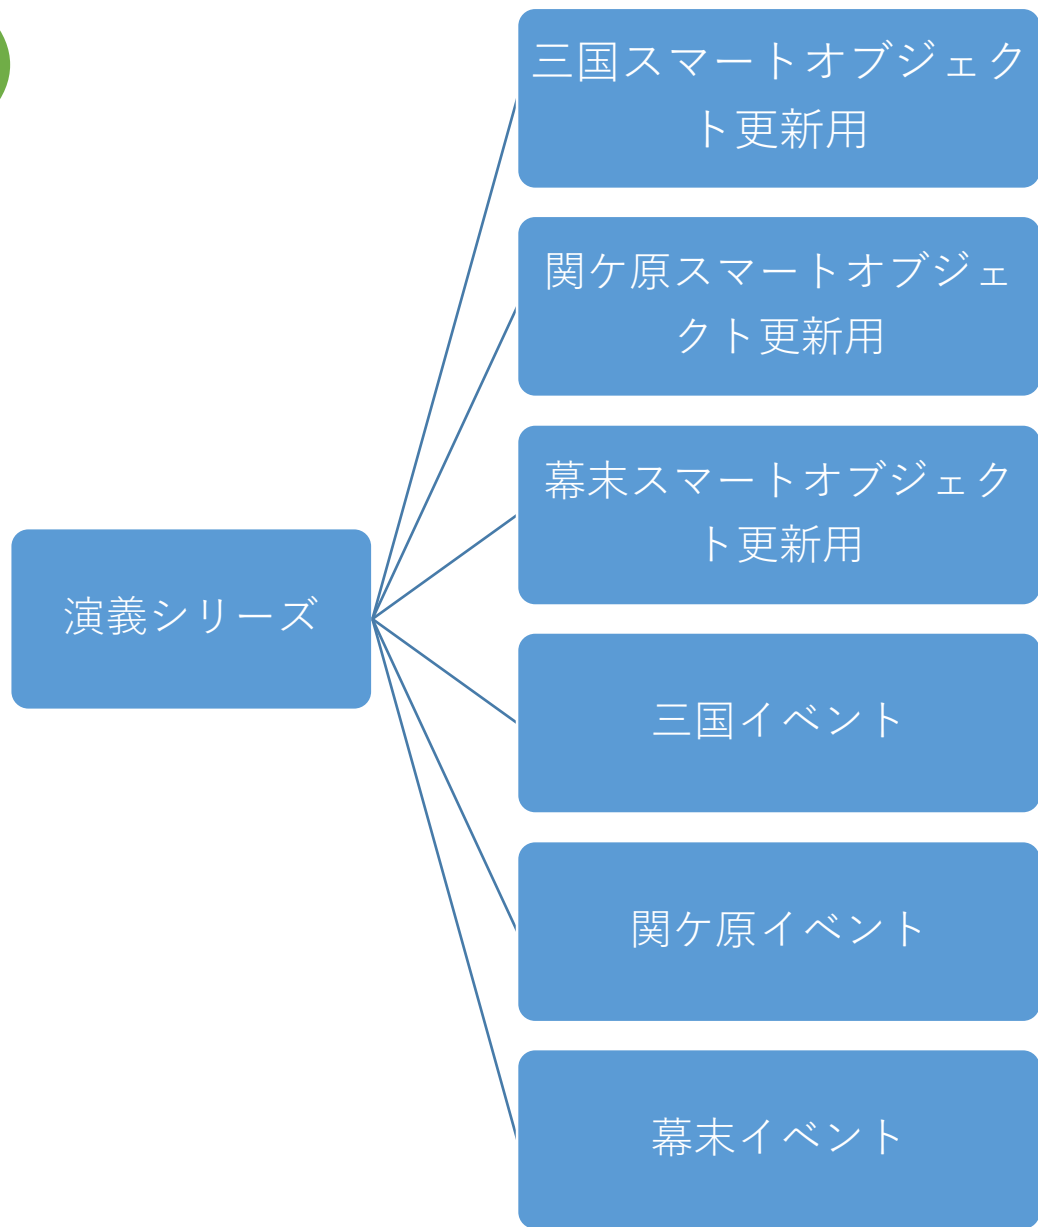 三国スマートオブジェク
ト更新用
関ケ原スマートオブジェ
クト更新用
幕末スマートオブジェク
ト更新用
演義シリーズ
三国イベント
関ケ原イベント
幕末イベント